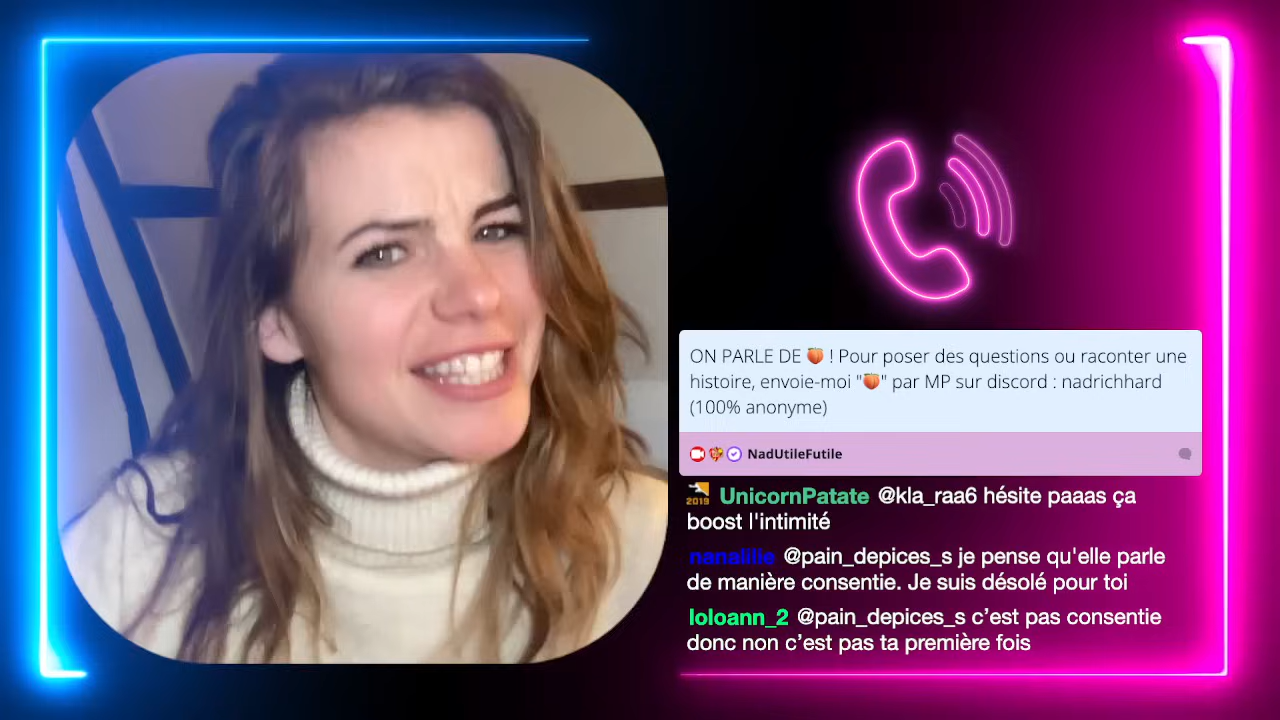 ON PARLE DE 🍑 ! Pour poser des questions ou raconter une
histoire, envoie-moi "🍑" par MP sur discord : nadrichhard
(100% anonyme)
NadUtileFutile
2019 UnicornPatate @kla_raa6 hésite paaas ça
boost l'intimité
nanalille @pain_depices_s je pense qu'elle parle
de manière consentie. Je suis désolé pour toi
loloann_2 @pain_depices_s c’est pas consentie
donc non c’est pas ta première fois